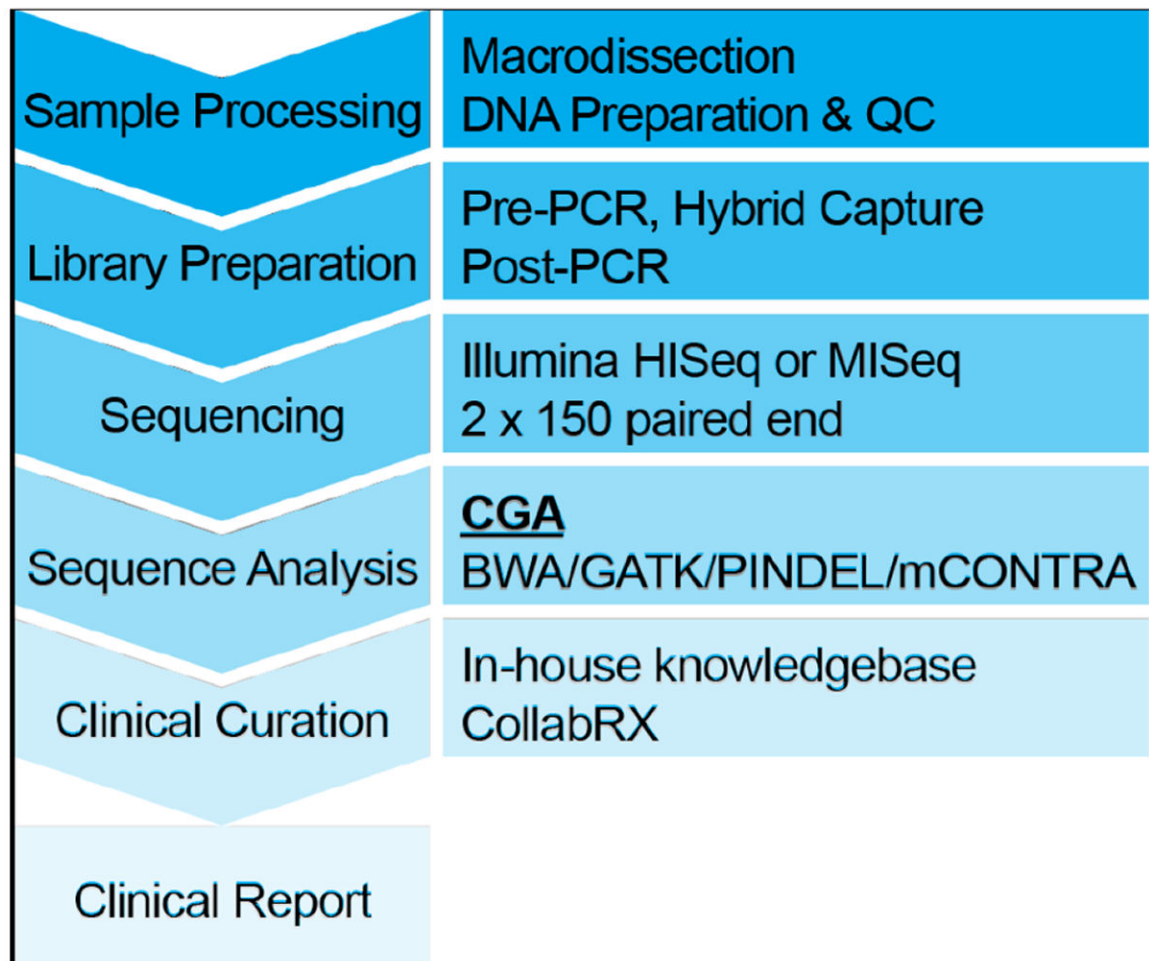 Sample Processing
Macrodissection
DNA Preparation & QC
Library Preparation
Pre-PCR, Hybrid Capture
Post-PCR
Sequencing
Illumina HISeq or MISeq
2 x 150 paired end
Sequence Analysis
CGA
BWA/GATK/PINDEL/mCONTRA
Clinical Curation
In-house knowledgebase
CollabRX
Clinical Report